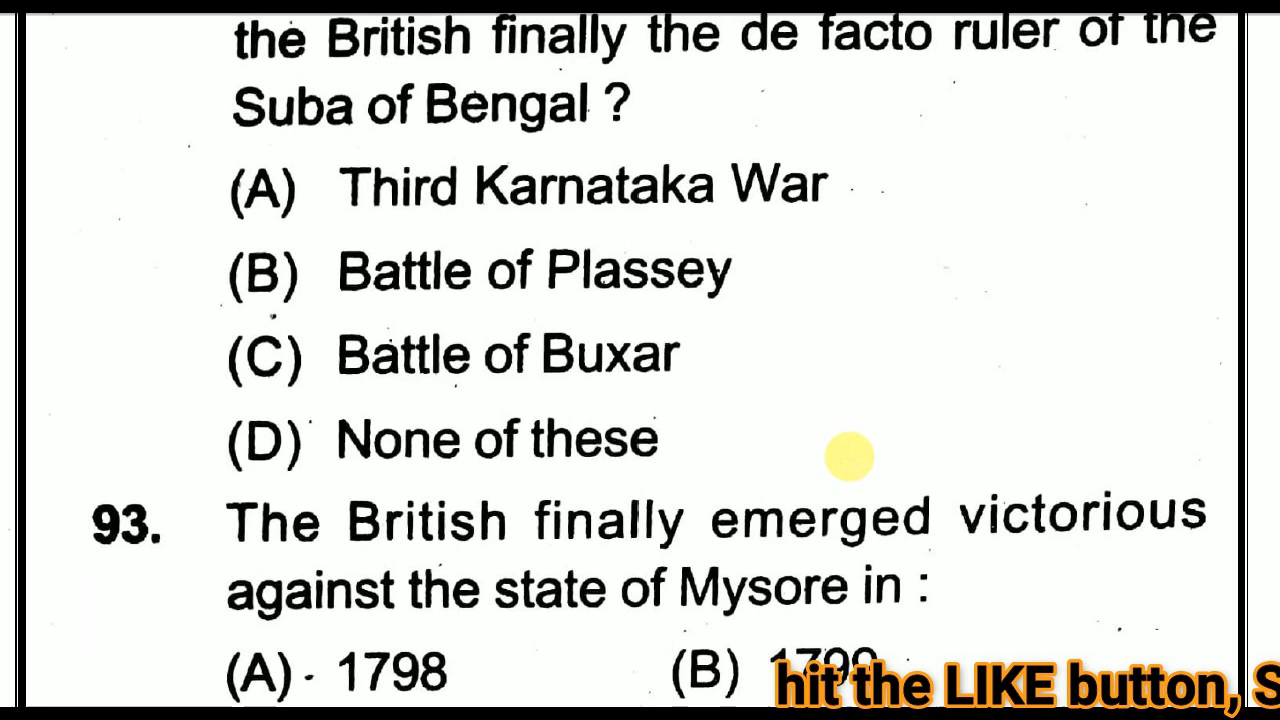 the British finally the de facto ruler of the
Suba of Bengal ?
(A) Third Karnataka War
(B) Battle of Plassey
(C) Battle of Buxar
(D) None of these
93. The British finally emerged victorious
against the state of Mysore in :
(A) 1798 (B) 1799
hit the LIKE button, S